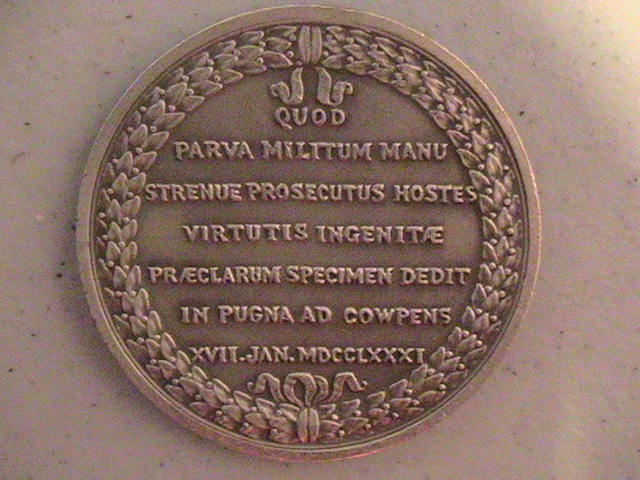 QUOD
PARVA MILITUM MANU
STRENUE PROSECUTUS HOSTES
VIRTUTIS INGENITÆ
PRÆCLARUM SPECIMEN DEDIT
IN PUGNA AD COWPENS
XVII. JAN. MDCCLXXXI